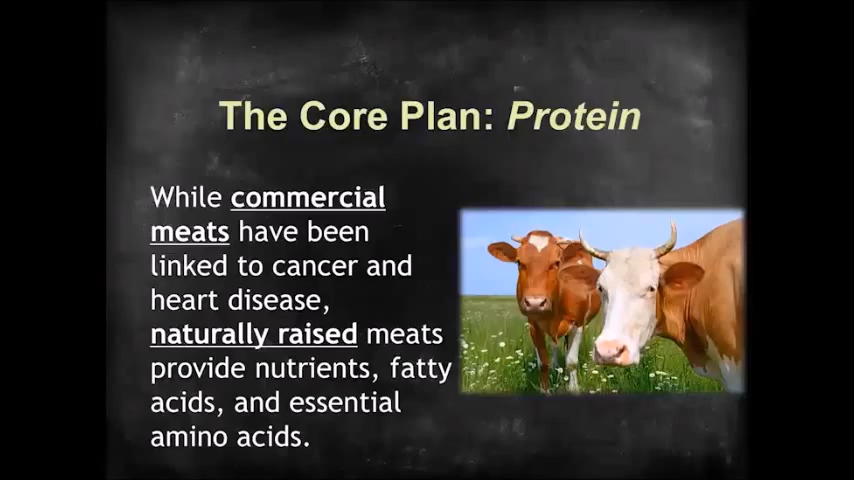 The Core Plan: Protein
While commercial
meats have been
linked to cancer and
heart disease,
naturally raised meats
provide nutrients, fatty
acids, and essential
amino acids.